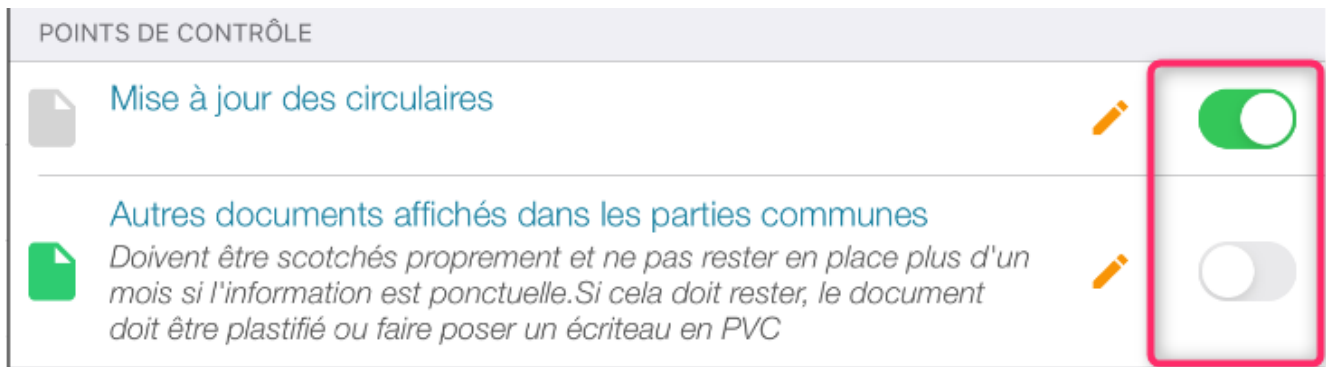 POINTS DE CONTRÔLE
Mise à jour des circulaires
Autres documents affichés dans les parties communes
Doivent être scotchés proprement et ne pas rester en place plus d'un
mois si l'information est ponctuelle.Si cela doit rester, le document
doit être plastifié ou faire poser un écriteau en PVC